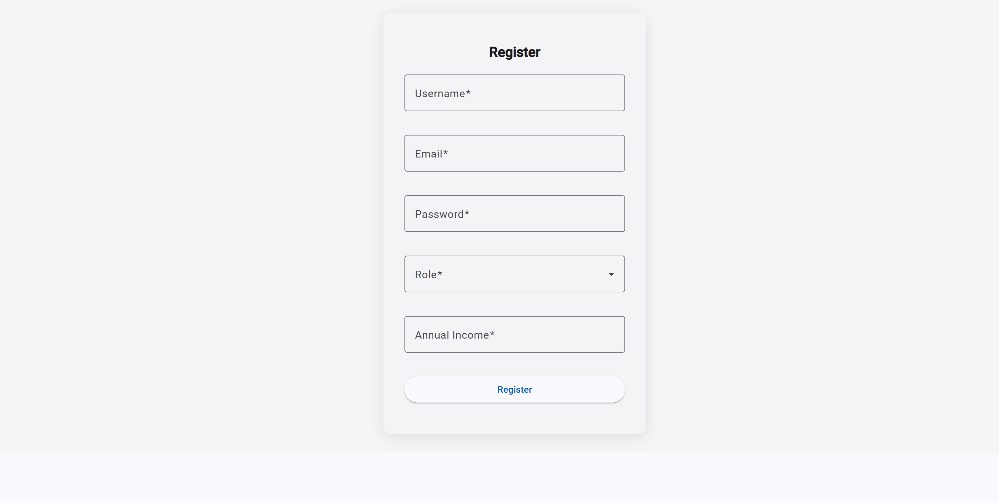 Register
Username*
Email*
Password*
Role*
Annual Income*
Register